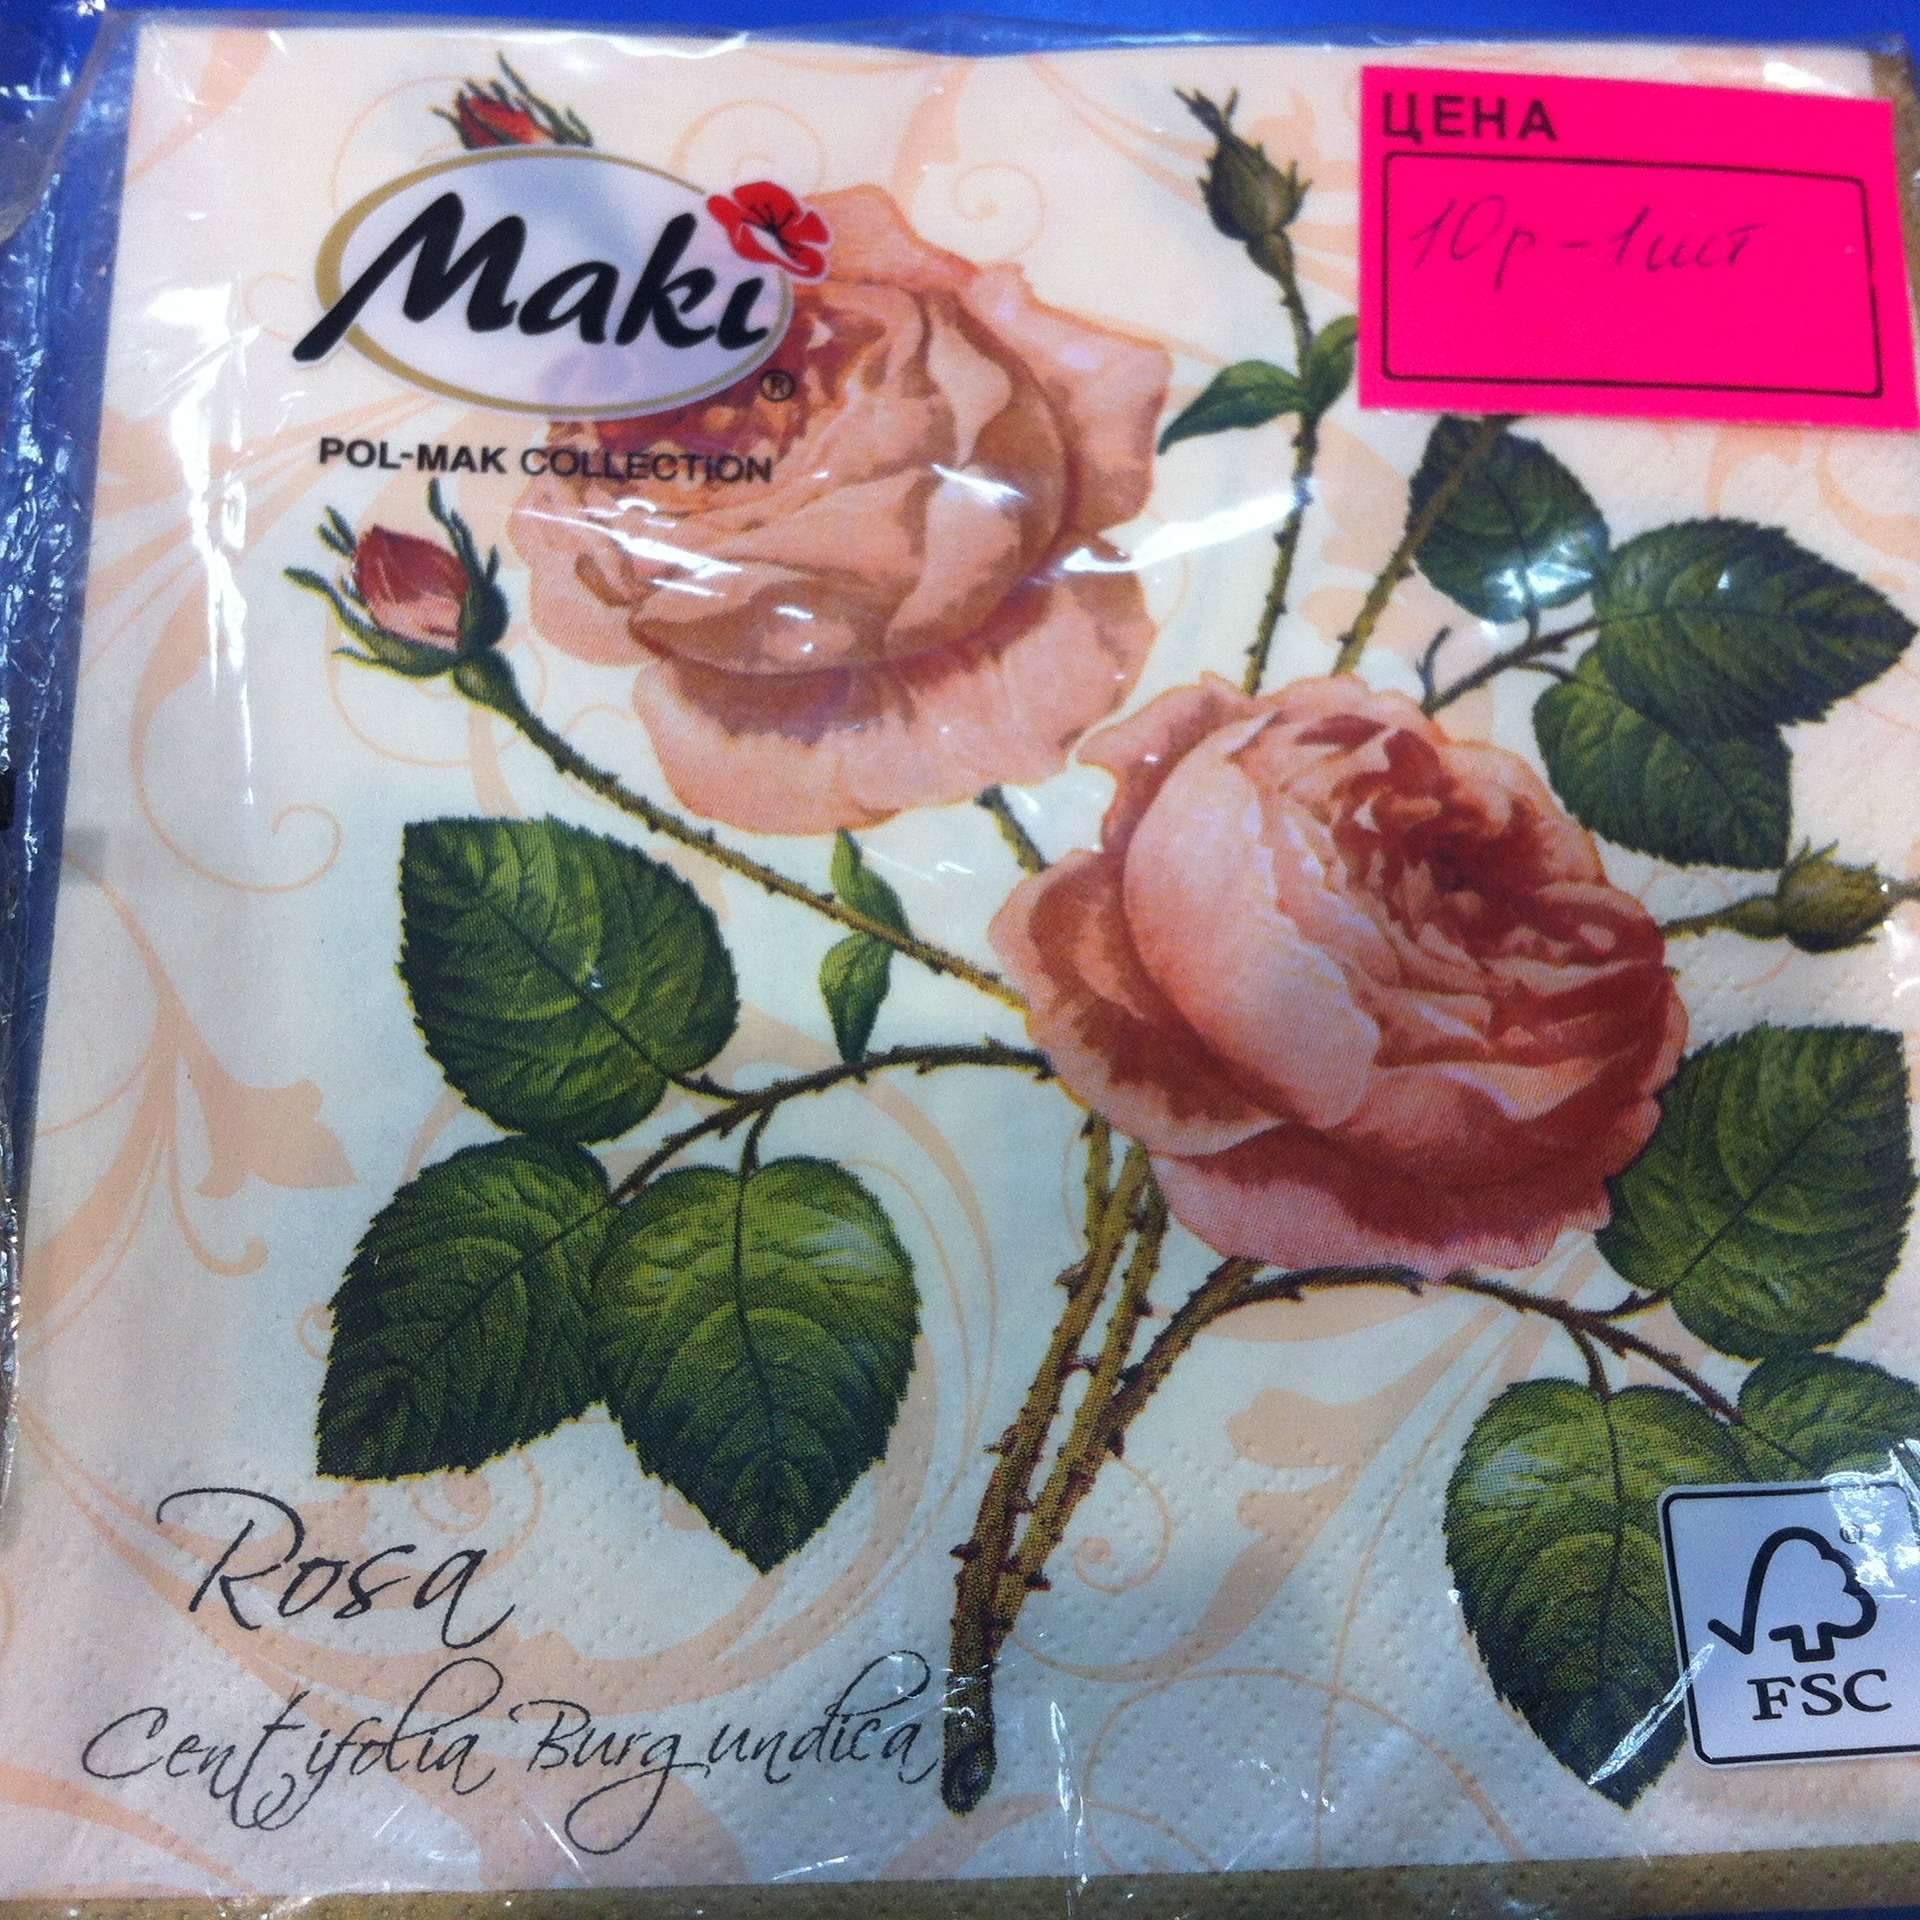 Maki
®
POL-MAK COLLECTION
ЦЕНА
10р-1шт
Rosa
Centifolia Burgundica
FSC